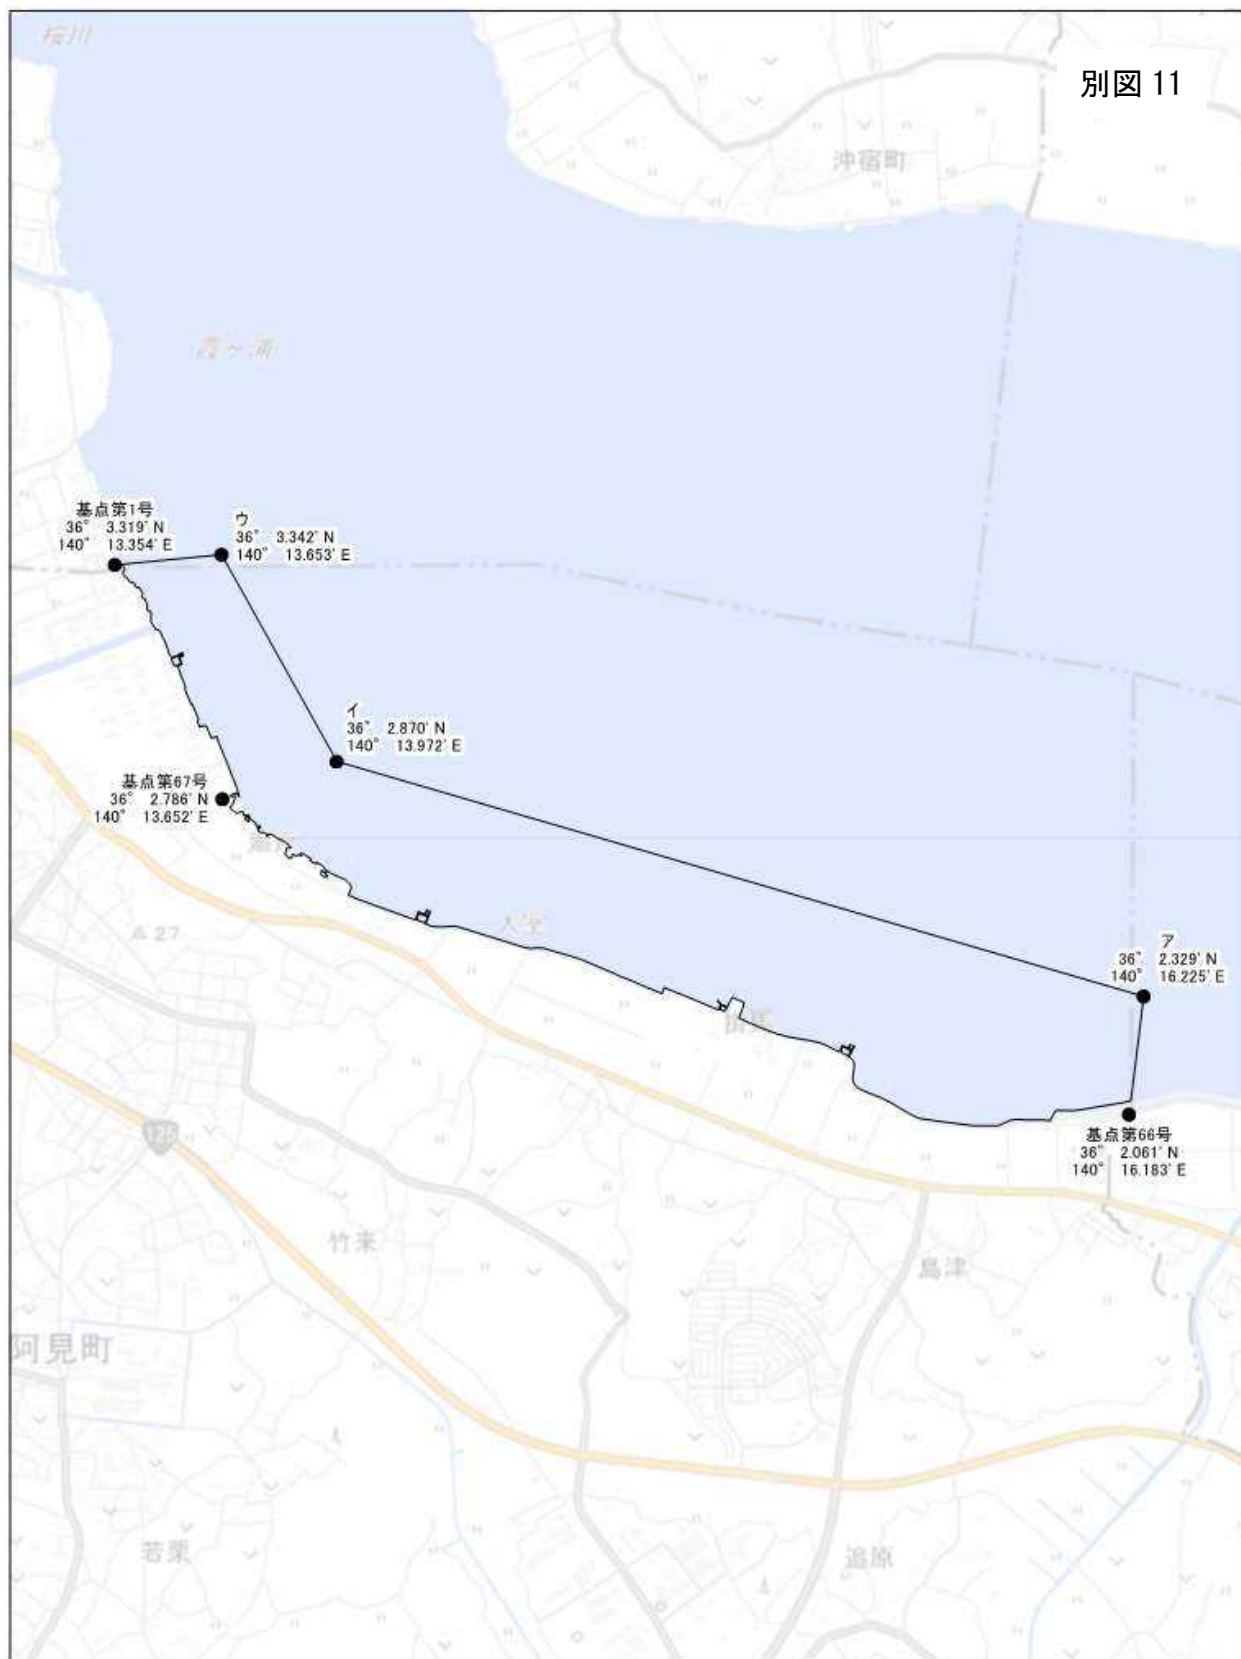 桜川
別図 11
沖宿町
霞ヶ浦
基点第1号
36° 3.319' N
140° 13.354' E
ウ
36° 3.342' N
140° 13.653' E
イ
36° 2.870' N
140° 13.972' E
基点第67号
36° 2.786' N
140° 13.652' E
大室
27
ア
36° 2.329' N
140° 16.225' E
基点第66号
36° 2.061' N
140° 16.183' E
125
竹来
島津
阿見町
若栗
追原